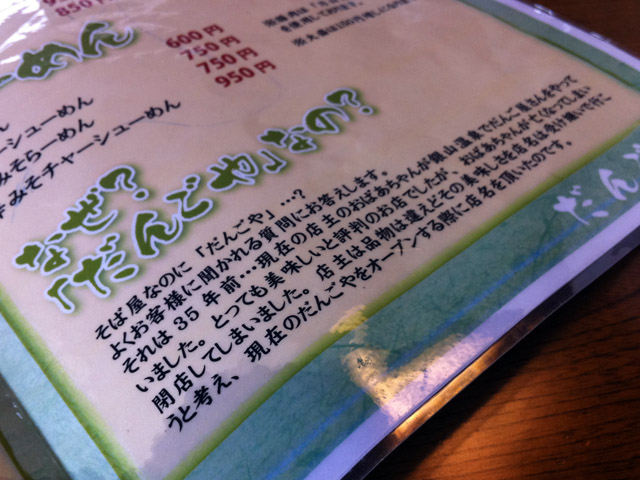 850円
600円
750円
750円
950円
らーめん
チャーシューめん
みそらーめん
辛みそチャーシューめん
なぜ?
「だんごや」なの?
そば屋なのに「だんごや」…?
よくお客様に聞かれる質問にお答えします。
それは35年前…現在の店主のおばあちゃんが銀山温泉でだんご屋さんをやって
いました。とっても美味しいと評判のお店でしたが、おばあちゃんが亡くなってしまい
閉店してしまいました。店主は品物は違えどその美味しさを店名は受け継いで行こ
うと考え、現在のだんごやをオープンする際に店名を頂いたのです。
だん